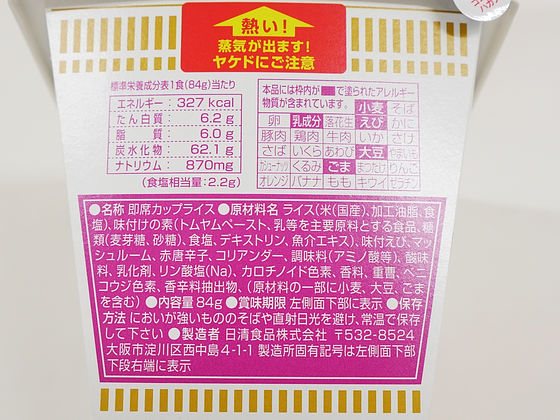 熱い!
蒸気が出ます!
ヤケドにご注意
標準栄養成分表1食(84g)当たり
エネルギー: 327 kcal
たん白質: 6.2 g
脂質: 6.0 g
炭水化物: 62.1 g
ナトリウム: 870mg
(食塩相当量:2.2g)
本品には枠内が■で塗られたアレルギー
物質が含まれています。 小麦 そば
卵 乳成分 落花生 えび かに
豚肉 鶏肉 牛肉 いか さけ
さば いくら あわび 大豆 やまいも
カシューナッツ くるみ ごま まつたけ りんご
オレンジ バナナ もも キウイ ゼラチン
●名称 即席カップライス ●原材料名 ライス(米(国産)、加工油脂、食
塩)、味付けの素(トムヤムペースト、乳等を主要原料とする食品、糖
類(麦芽糖、砂糖)、食塩、デキストリン、魚介エキス)、味付えび、マッ
シュルーム、赤唐辛子、コリアンダー、調味料(アミノ酸等)、酸味
料、乳化剤、リン酸塩(Na)、カロチノイド色素、香料、重曹、ベニ
コウジ色素、香辛料抽出物、(原材料の一部に小麦、大豆、ごま
を含む) ●内容量 84g ●賞味期限 左側面下部に表示 ●保存
方法 においが強いもののそばや直射日光を避け、常温で保存
して下さい ●製造者 日清食品株式会社 〒532-8524
大阪市淀川区西中島4-1-1 製造所固有記号は左側面下部
下段右端に表示